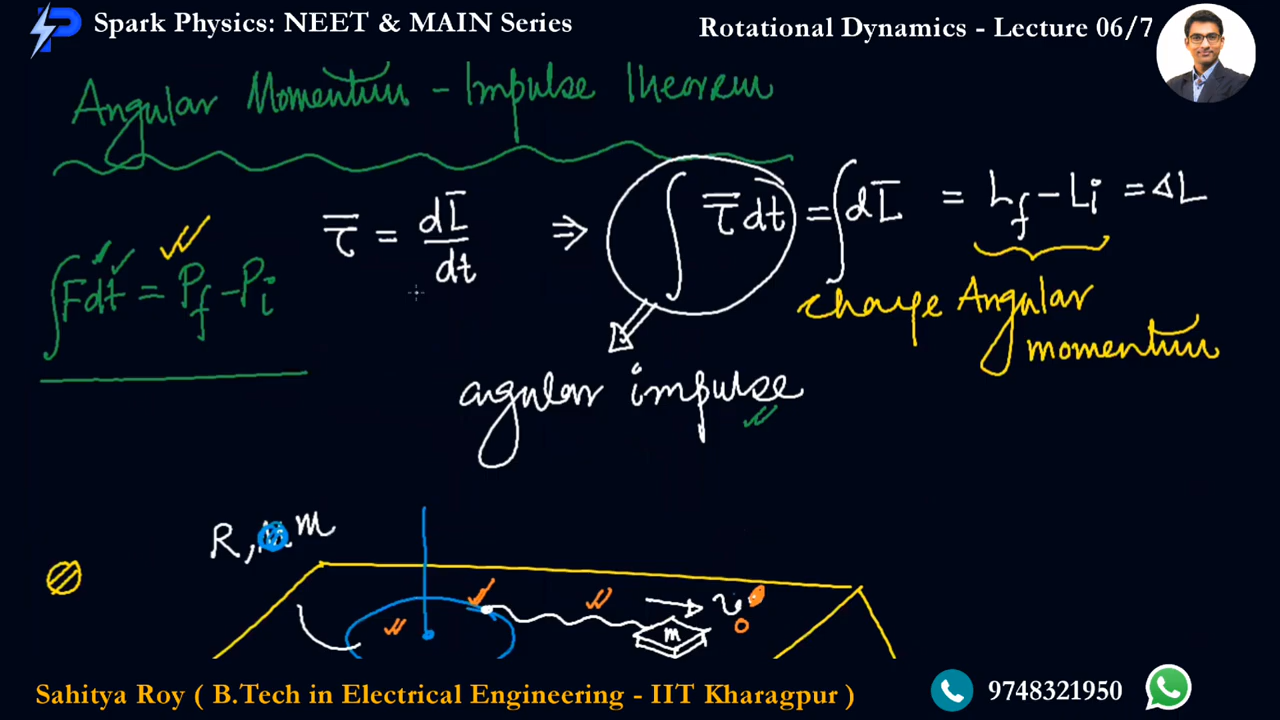 Spark Physics: NEET & MAIN Series
Rotational Dynamics - Lecture 06/7
Angular Momentum - Impulse Theorem
τ̅ = dL̅/dt ⇒ ∫ τ̅ dt = ∫ dL̅ = Lf - Li = ΔL
∫Fdt = Pf - Pi
change Angular
momentum
angular impulse
R, m
v₀
m
Sahitya Roy ( B.Tech in Electrical Engineering - IIT Kharagpur )
9748321950